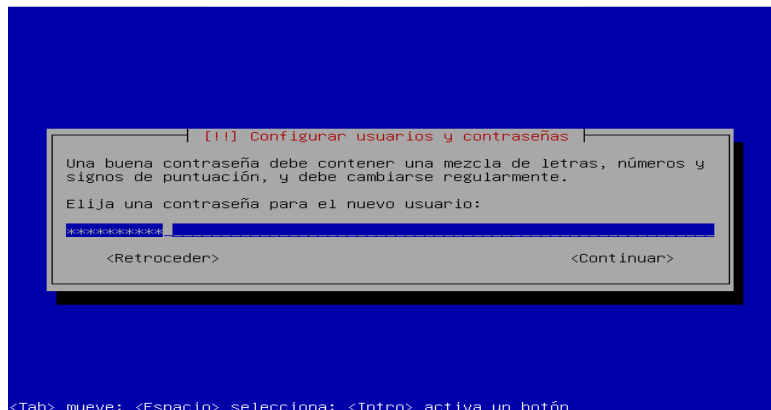 [!!] Configurar usuarios y contraseñas
Una buena contraseña debe contener una mezcla de letras, números y
signos de puntuación, y debe cambiarse regularmente.
Elija una contraseña para el nuevo usuario:
************
<Retroceder> <Continuar>
<Tab> mueve; <Espacio> selecciona; <Intro> activa un botón